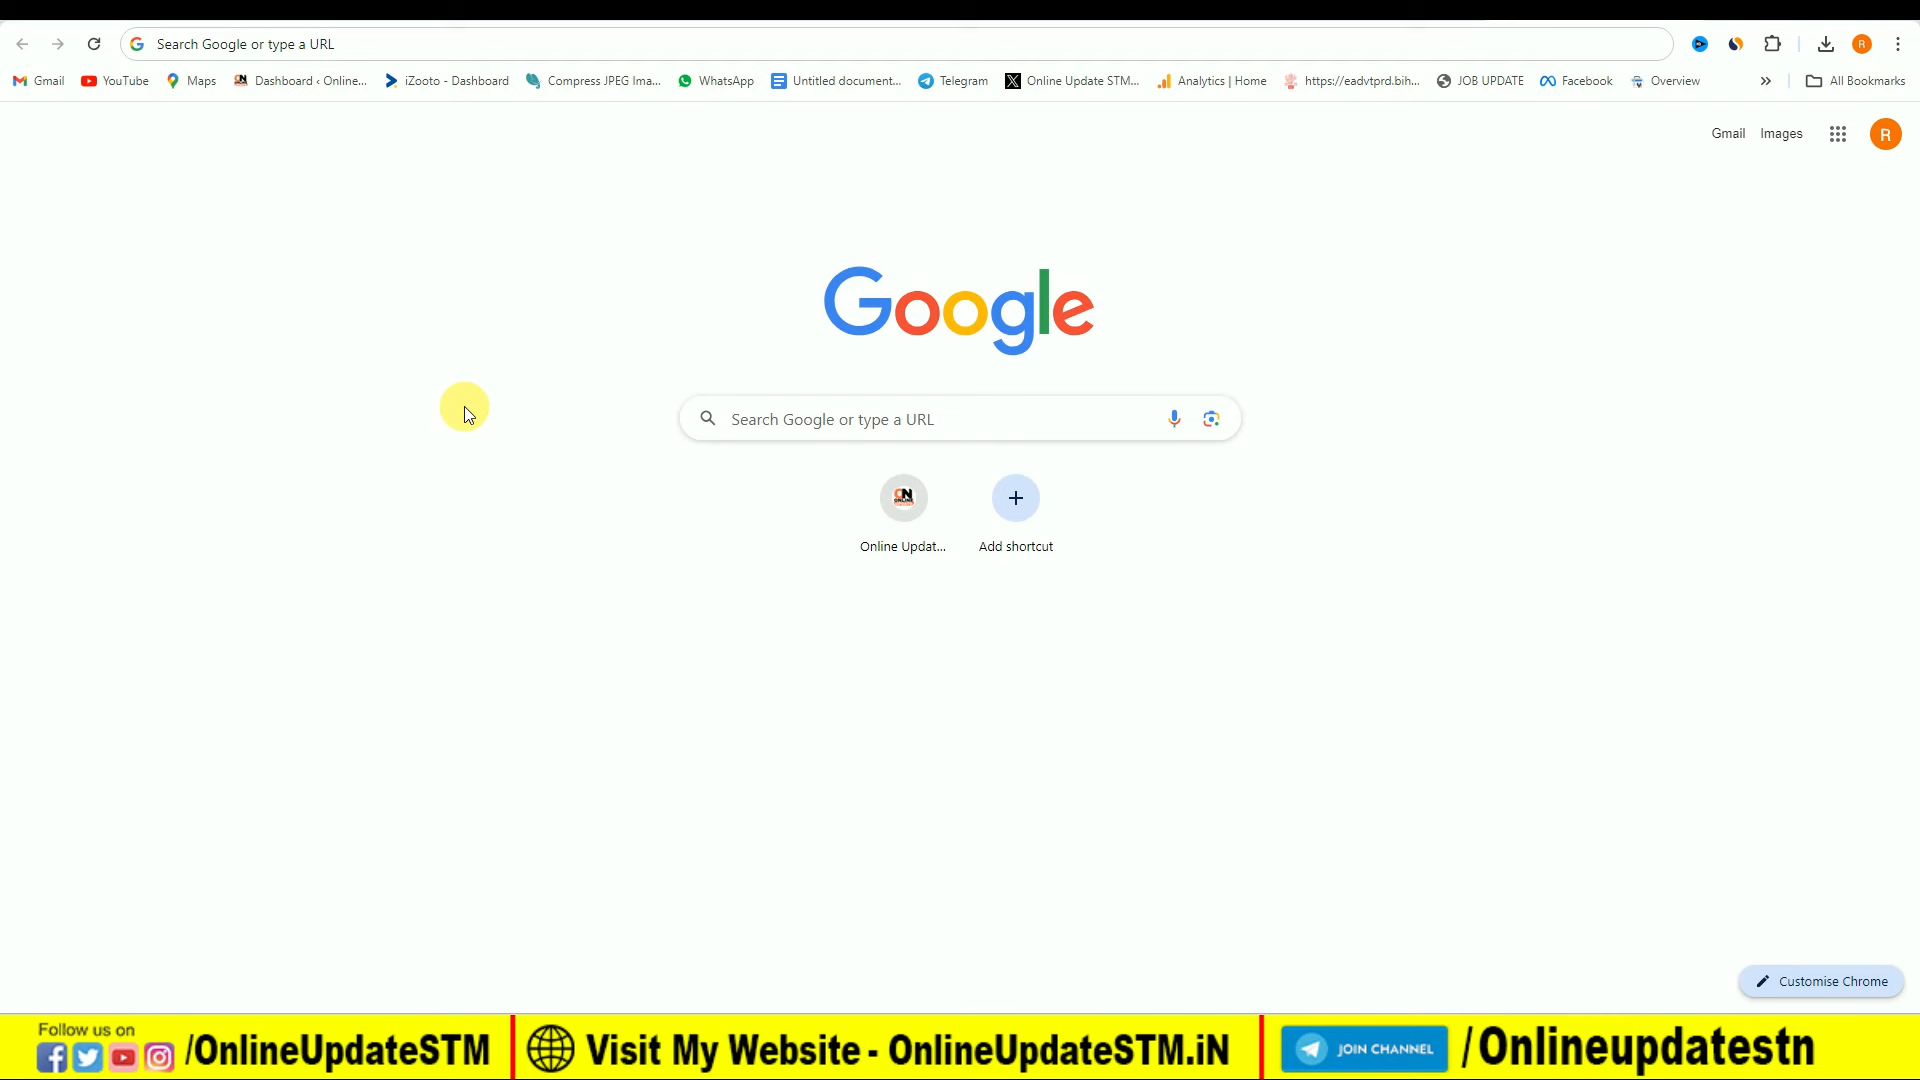 Search Google or type a URL
Gmail YouTube Maps Dashboard ‹ Online... iZooto - Dashboard Compress JPEG Ima... WhatsApp Untitled document... Telegram Online Update STM... Analytics | Home https://eadvtprd.bih... JOB UPDATE Facebook Overview » All Bookmarks
Gmail Images R
Google
Search Google or type a URL
ON
ONLINE
Online Updat... Add shortcut
Customise Chrome
Follow us on
/OnlineUpdateSTM Visit My Website - OnlineUpdateSTM.iN JOIN CHANNEL /Onlineupdatestn